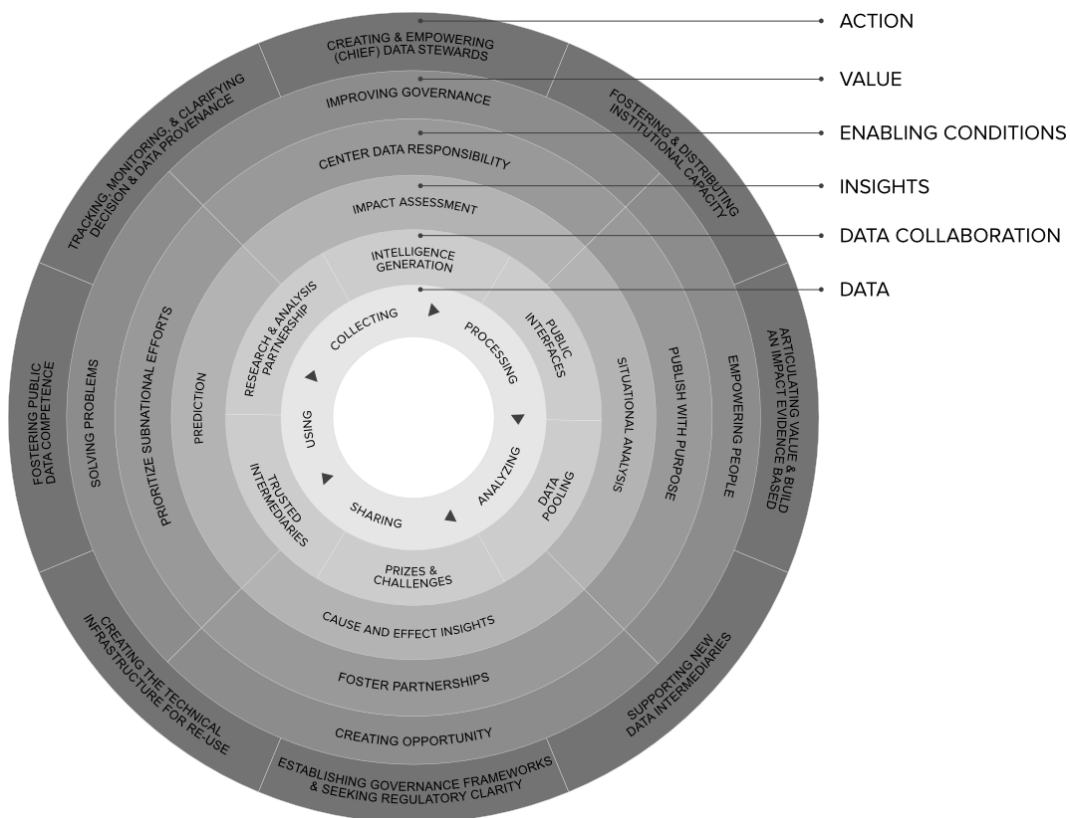 ACTION
VALUE
ENABLING CONDITIONS
INSIGHTS
DATA COLLABORATION
DATA
CREATING & EMPOWERING
(CHIEF) DATA STEWARDS
FOSTERING & DISTRIBUTING
INSTITUTIONAL CAPACITY
ARTICULATING VALUE & BUILD
AN IMPACT EVIDENCE BASED
SUPPORTING NEW
DATA INTERMEDIARIES
ESTABLISHING GOVERNANCE FRAMEWORKS
& SEEKING REGULATORY CLARITY
CREATING THE TECHNICAL
INFRASTRUCTURE FOR RE-USE
FOSTERING PUBLIC
DATA COMPETENCE
TRACKING, MONITORING, & CLARIFYING
DECISION & DATA PROVENANCE
IMPROVING GOVERNANCE
EMPOWERING PEOPLE
CREATING OPPORTUNITY
SOLVING PROBLEMS
CENTER DATA RESPONSIBILITY
PUBLISH WITH PURPOSE
FOSTER PARTNERSHIPS
PRIORITIZE SUBNATIONAL EFFORTS
IMPACT ASSESSMENT
SITUATIONAL ANALYSIS
CAUSE AND EFFECT INSIGHTS
PREDICTION
INTELLIGENCE
GENERATION
PUBLIC
INTERFACES
DATA
POOLING
PRIZES &
CHALLENGES
TRUSTED
INTERMEDIARIES
RESEARCH & ANALYSIS
PARTNERSHIP
COLLECTING
PROCESSING
ANALYZING
SHARING
USING